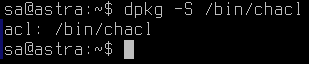 sa@astra:~$ dpkg -S /bin/chacl
acl: /bin/chacl
sa@astra:~$